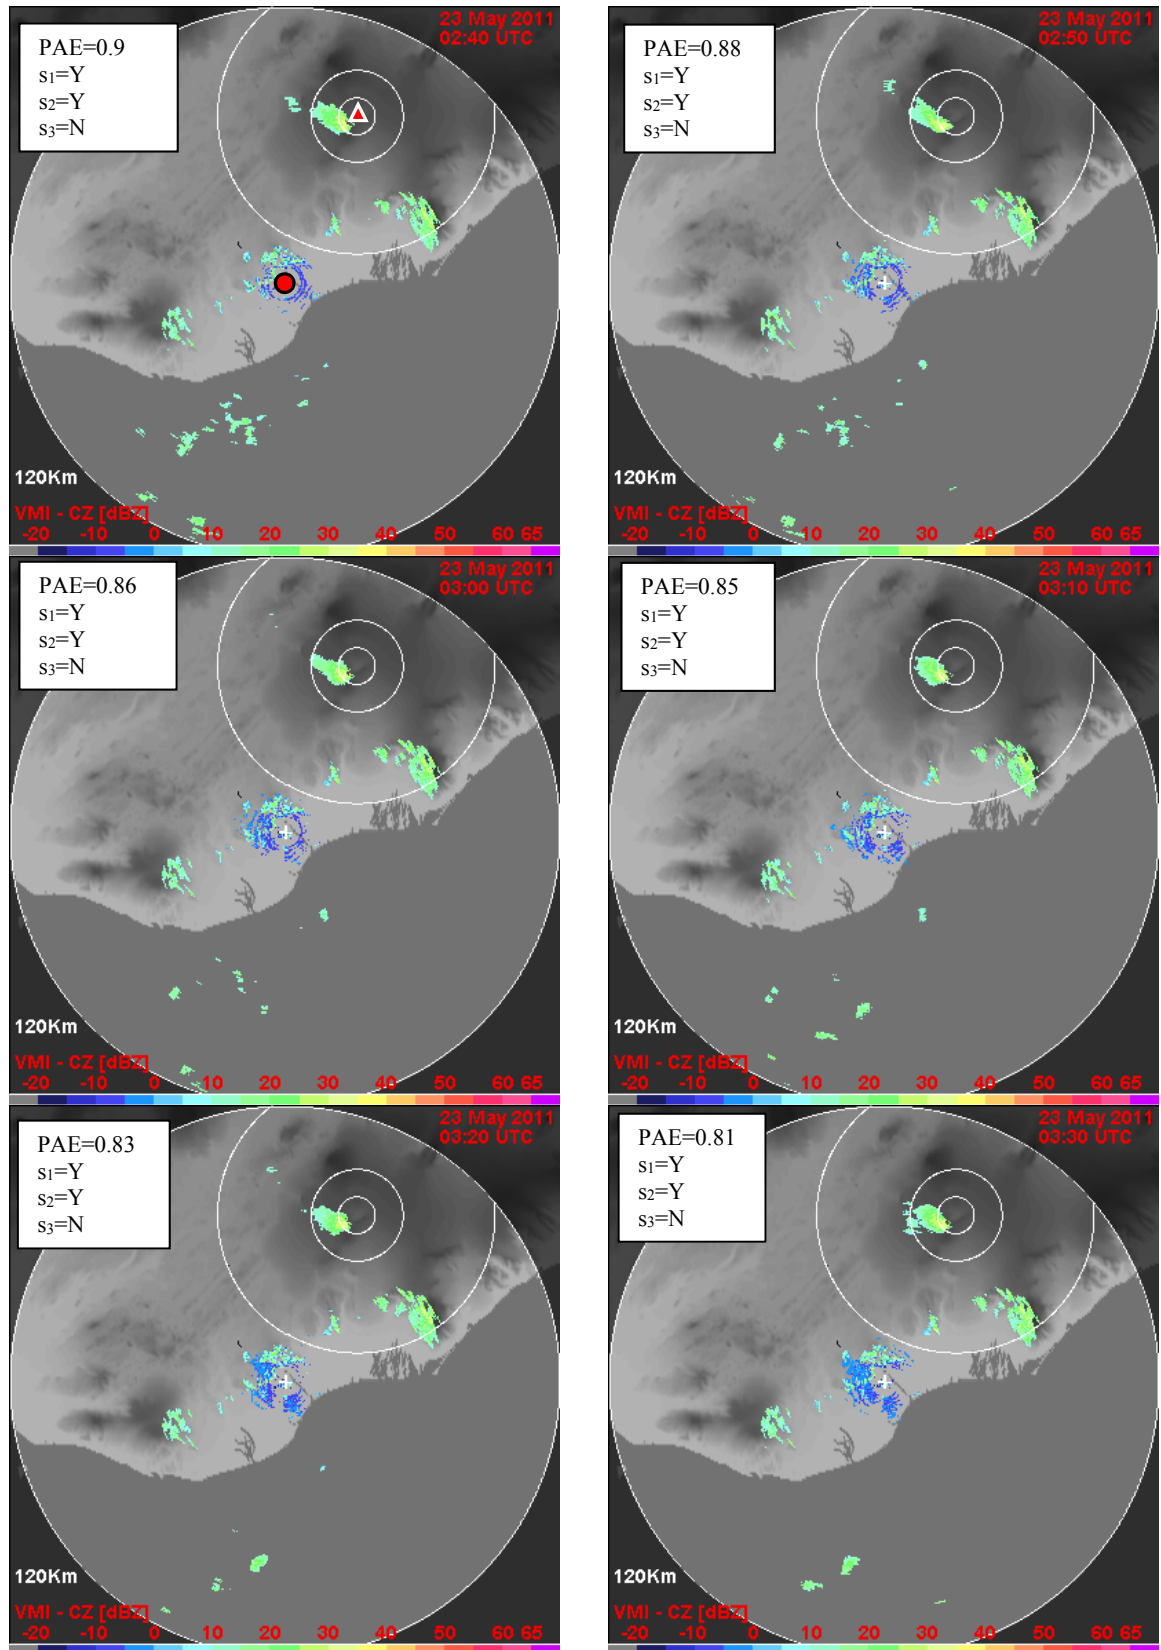 PAE=0.9
s1=Y
s2=Y
s3=N
23 May 2011
02:40 UTC
120Km
VMI - CZ [dBZ]
-20 -10 0 10 20 30 40 50 60 65
PAE=0.88
s1=Y
s2=Y
s3=N
23 May 2011
02:50 UTC
120Km
VMI - CZ [dBZ]
-20 -10 0 10 20 30 40 50 60 65
PAE=0.86
s1=Y
s2=Y
s3=N
23 May 2011
03:00 UTC
120Km
VMI - CZ [dBZ]
-20 -10 0 10 20 30 40 50 60 65
PAE=0.85
s1=Y
s2=Y
s3=N
23 May 2011
03:10 UTC
120Km
VMI - CZ [dBZ]
-20 -10 0 10 20 30 40 50 60 65
PAE=0.83
s1=Y
s2=Y
s3=N
23 May 2011
03:20 UTC
120Km
VMI - CZ [dBZ]
-20 -10 0 10 20 30 40 50 60 65
PAE=0.81
s1=Y
s2=Y
s3=N
23 May 2011
03:30 UTC
120Km
VMI - CZ [dBZ]
-20 -10 0 10 20 30 40 50 60 65